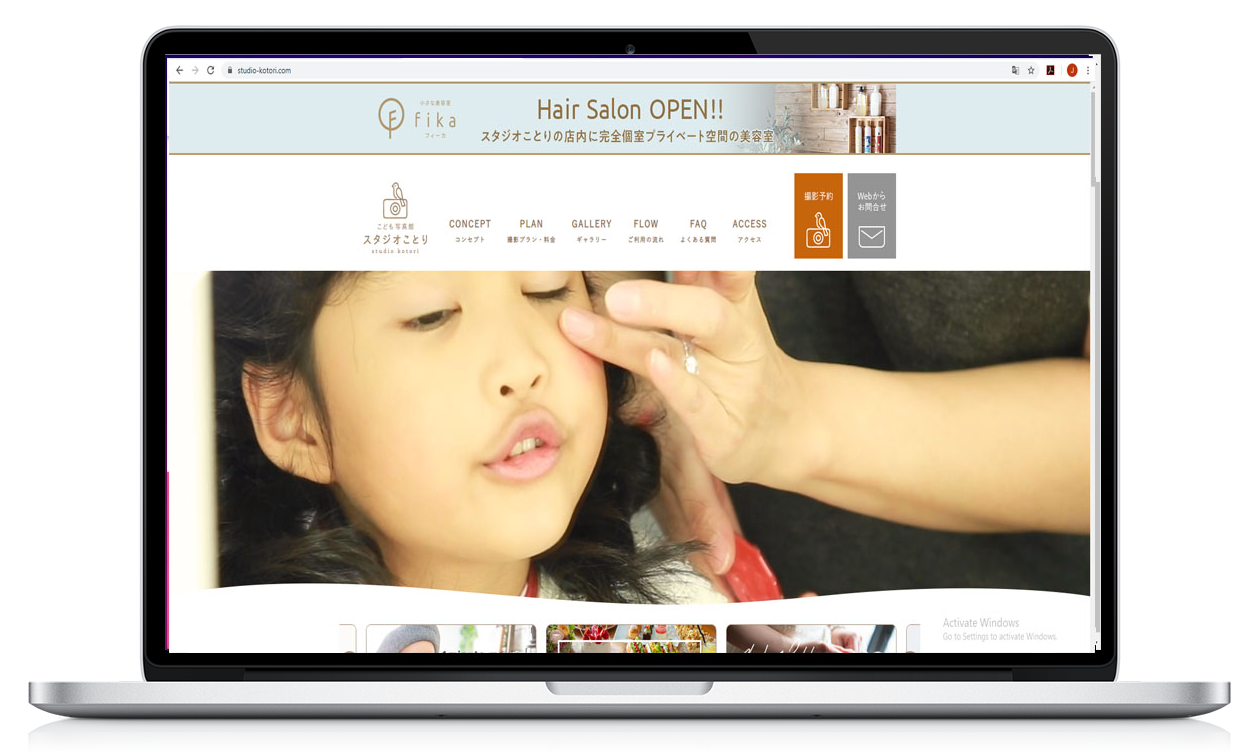 studio-kotori.com
小さな美容室
fika
フィーカ
Hair Salon OPEN!!
スタジオことりの店内に完全個室プライベート空間の美容室
こども写真館
スタジオことり
studio kotori
CONCEPT
コンセプト
PLAN
撮影プラン・料金
GALLERY
ギャラリー
FLOW
ご利用の流れ
FAQ
よくある質問
ACCESS
アクセス
撮影予約
Webから
お問合せ
J
Activate Windows
Go to Settings to activate Windows.